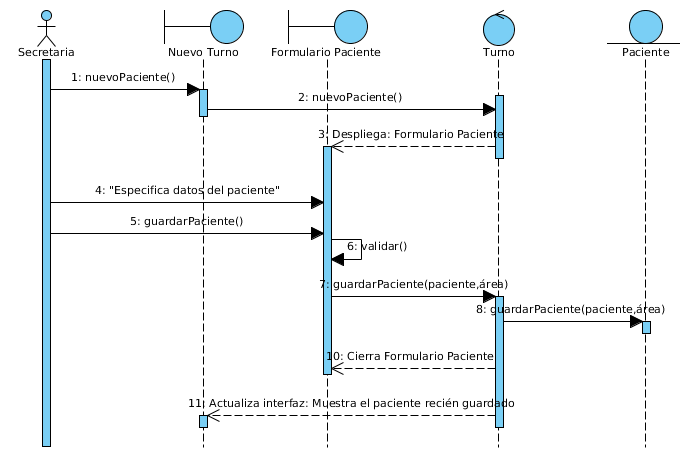 Secretaria
Nuevo Turno
Formulario Paciente
Turno
Paciente
1: nuevoPaciente()
2: nuevoPaciente()
3: Despliega: Formulario Paciente
4: "Especifica datos del paciente"
5: guardarPaciente()
6: validar()
7: guardarPaciente(paciente,área)
8: guardarPaciente(paciente,área)
10: Cierra Formulario Paciente
11: Actualiza interfaz: Muestra el paciente recién guardado